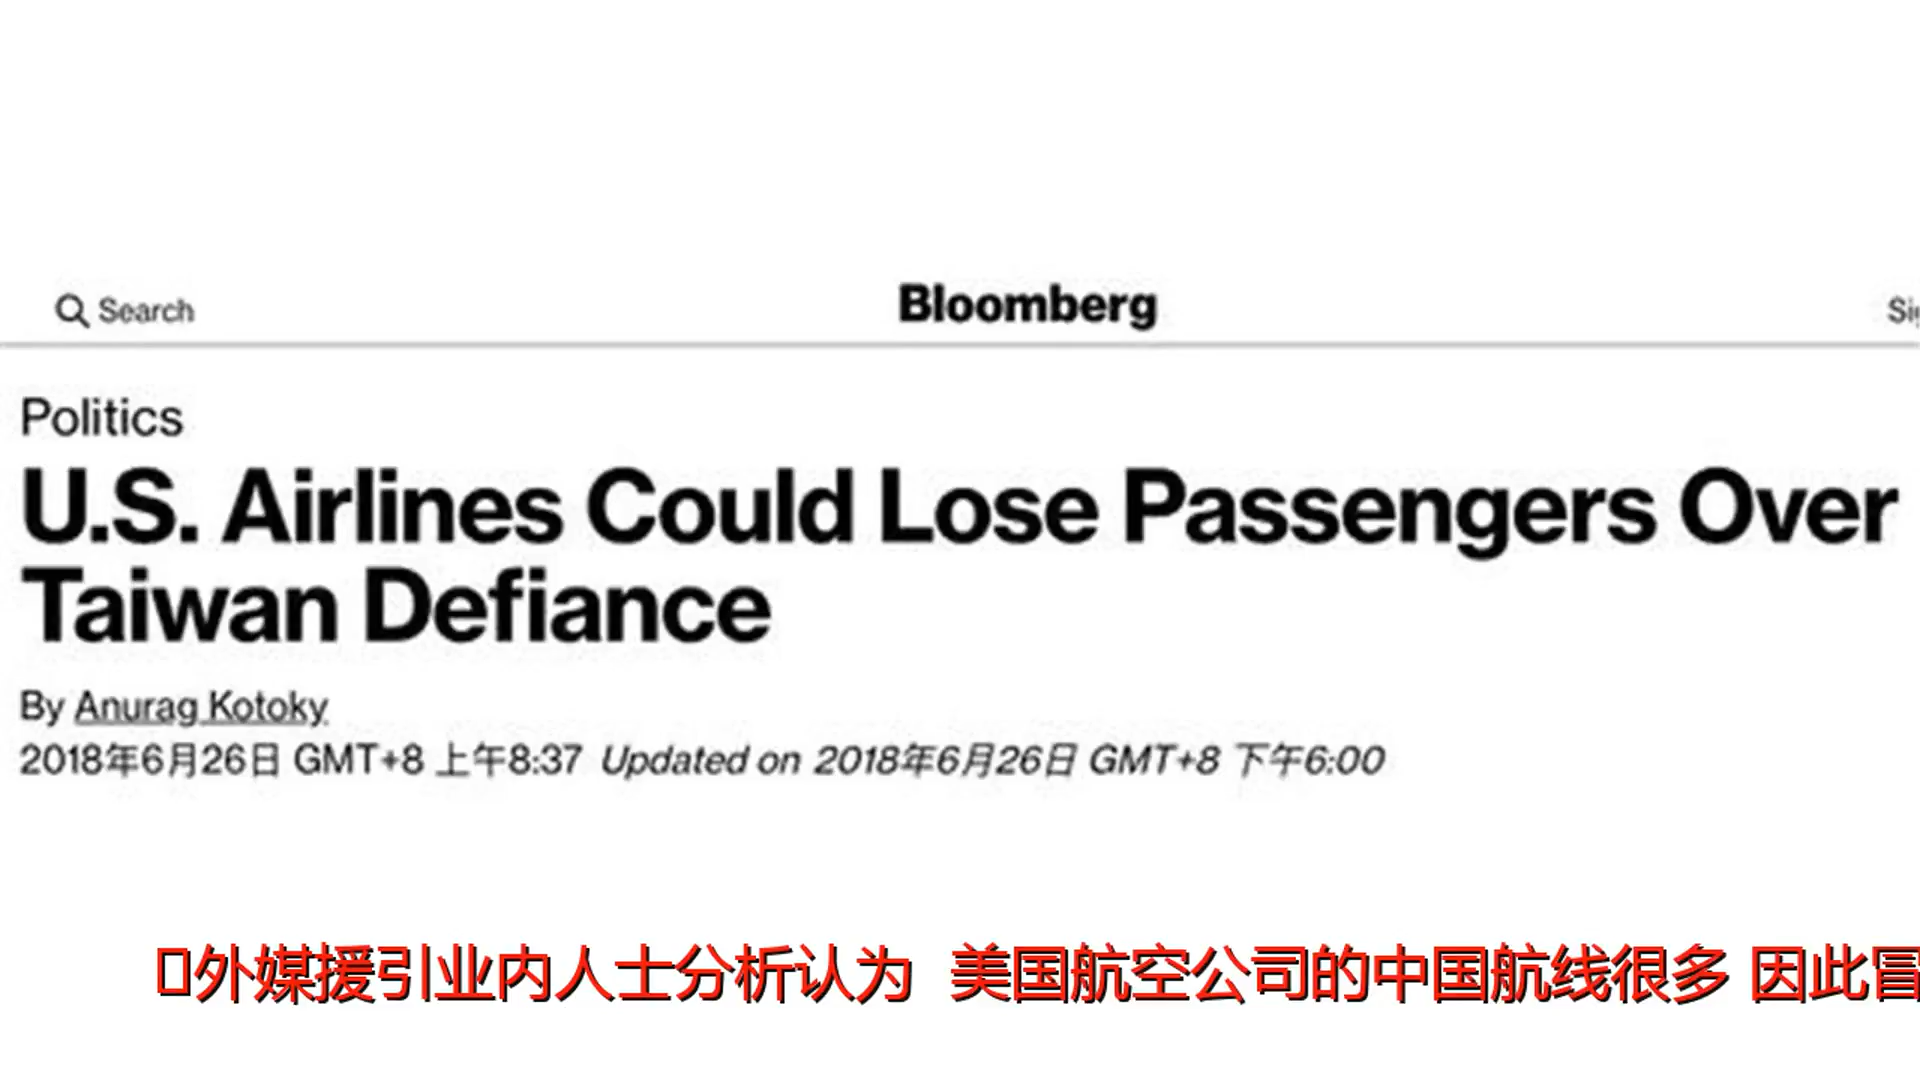 Search
Bloomberg
Politics
U.S. Airlines Could Lose Passengers Over
Taiwan Defiance
By Anurag Kotoky
2018年6月26日 GMT+8 上午8:37 Updated on 2018年6月26日 GMT+8 下午6:00
外媒援引业内人士分析认为 美国航空公司的中国航线很多 因此冒